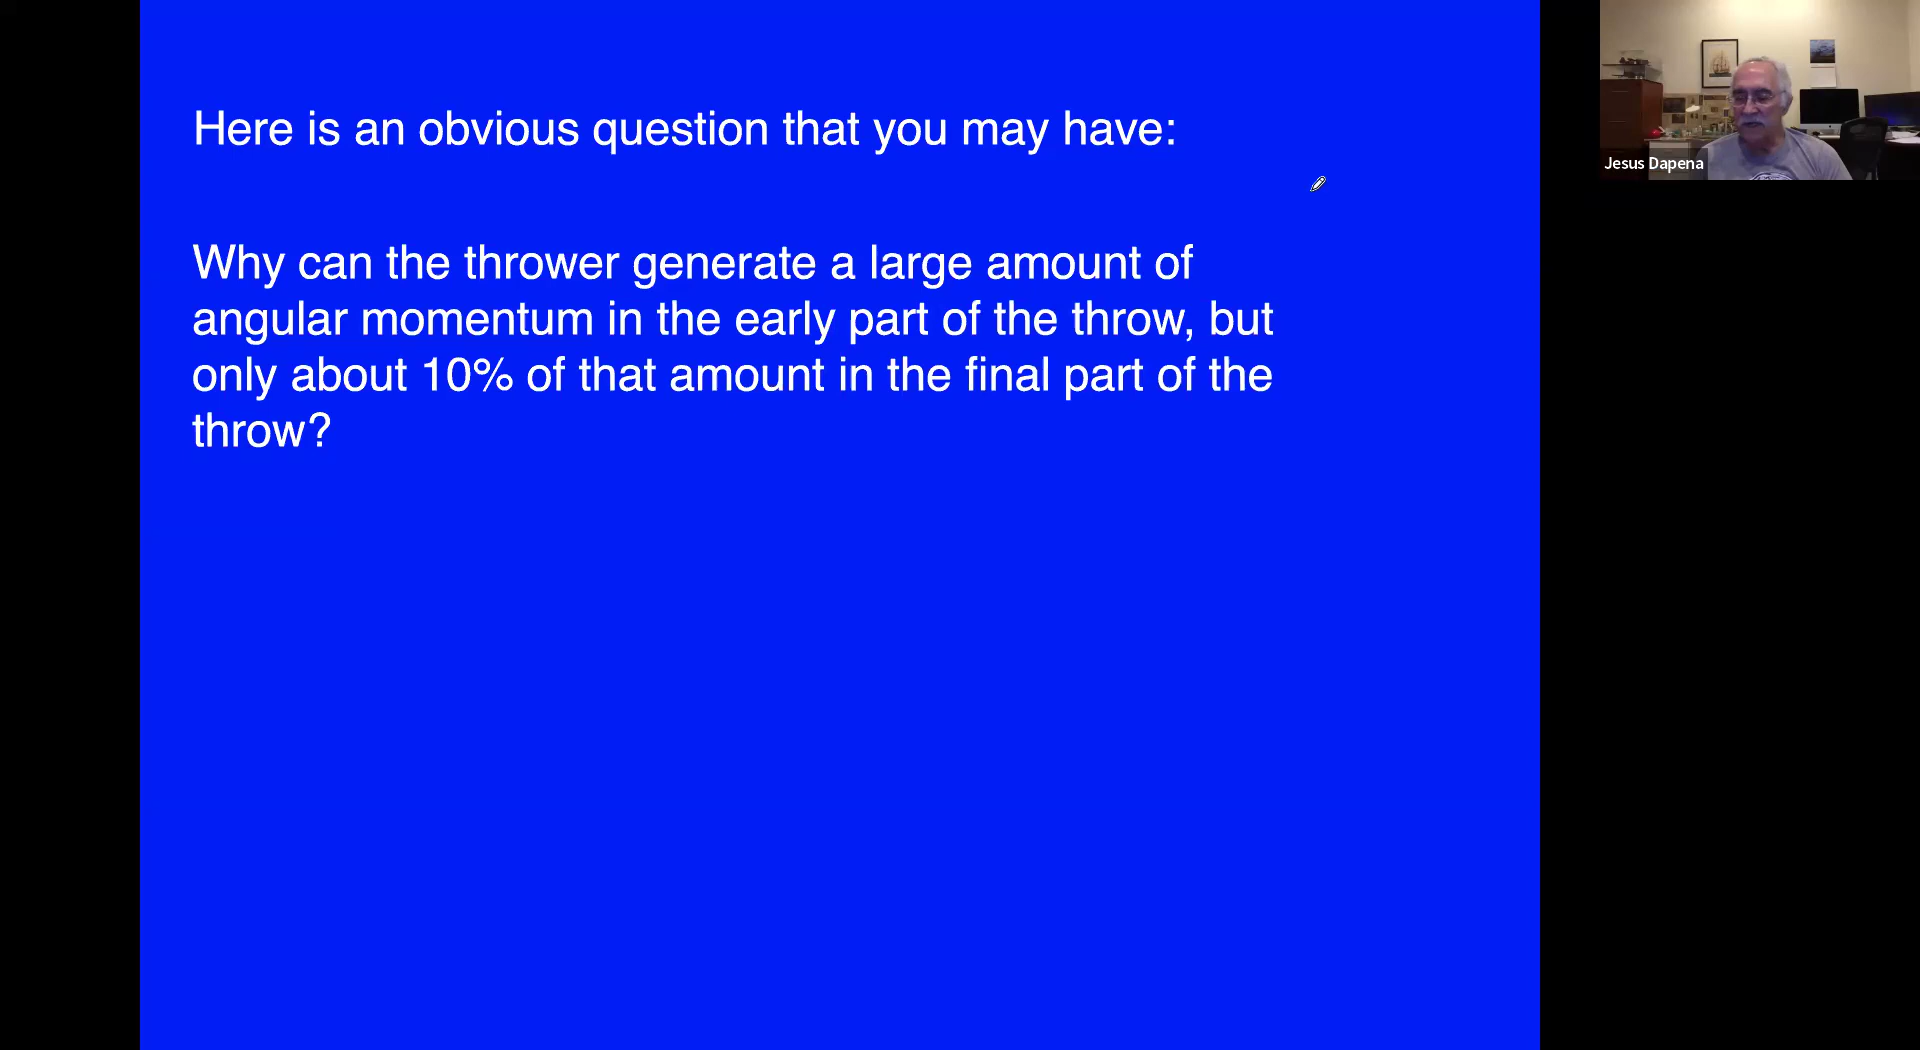 Here is an obvious question that you may have:
Why can the thrower generate a large amount of
angular momentum in the early part of the throw, but
only about 10% of that amount in the final part of the
throw?
Jesus Dapena